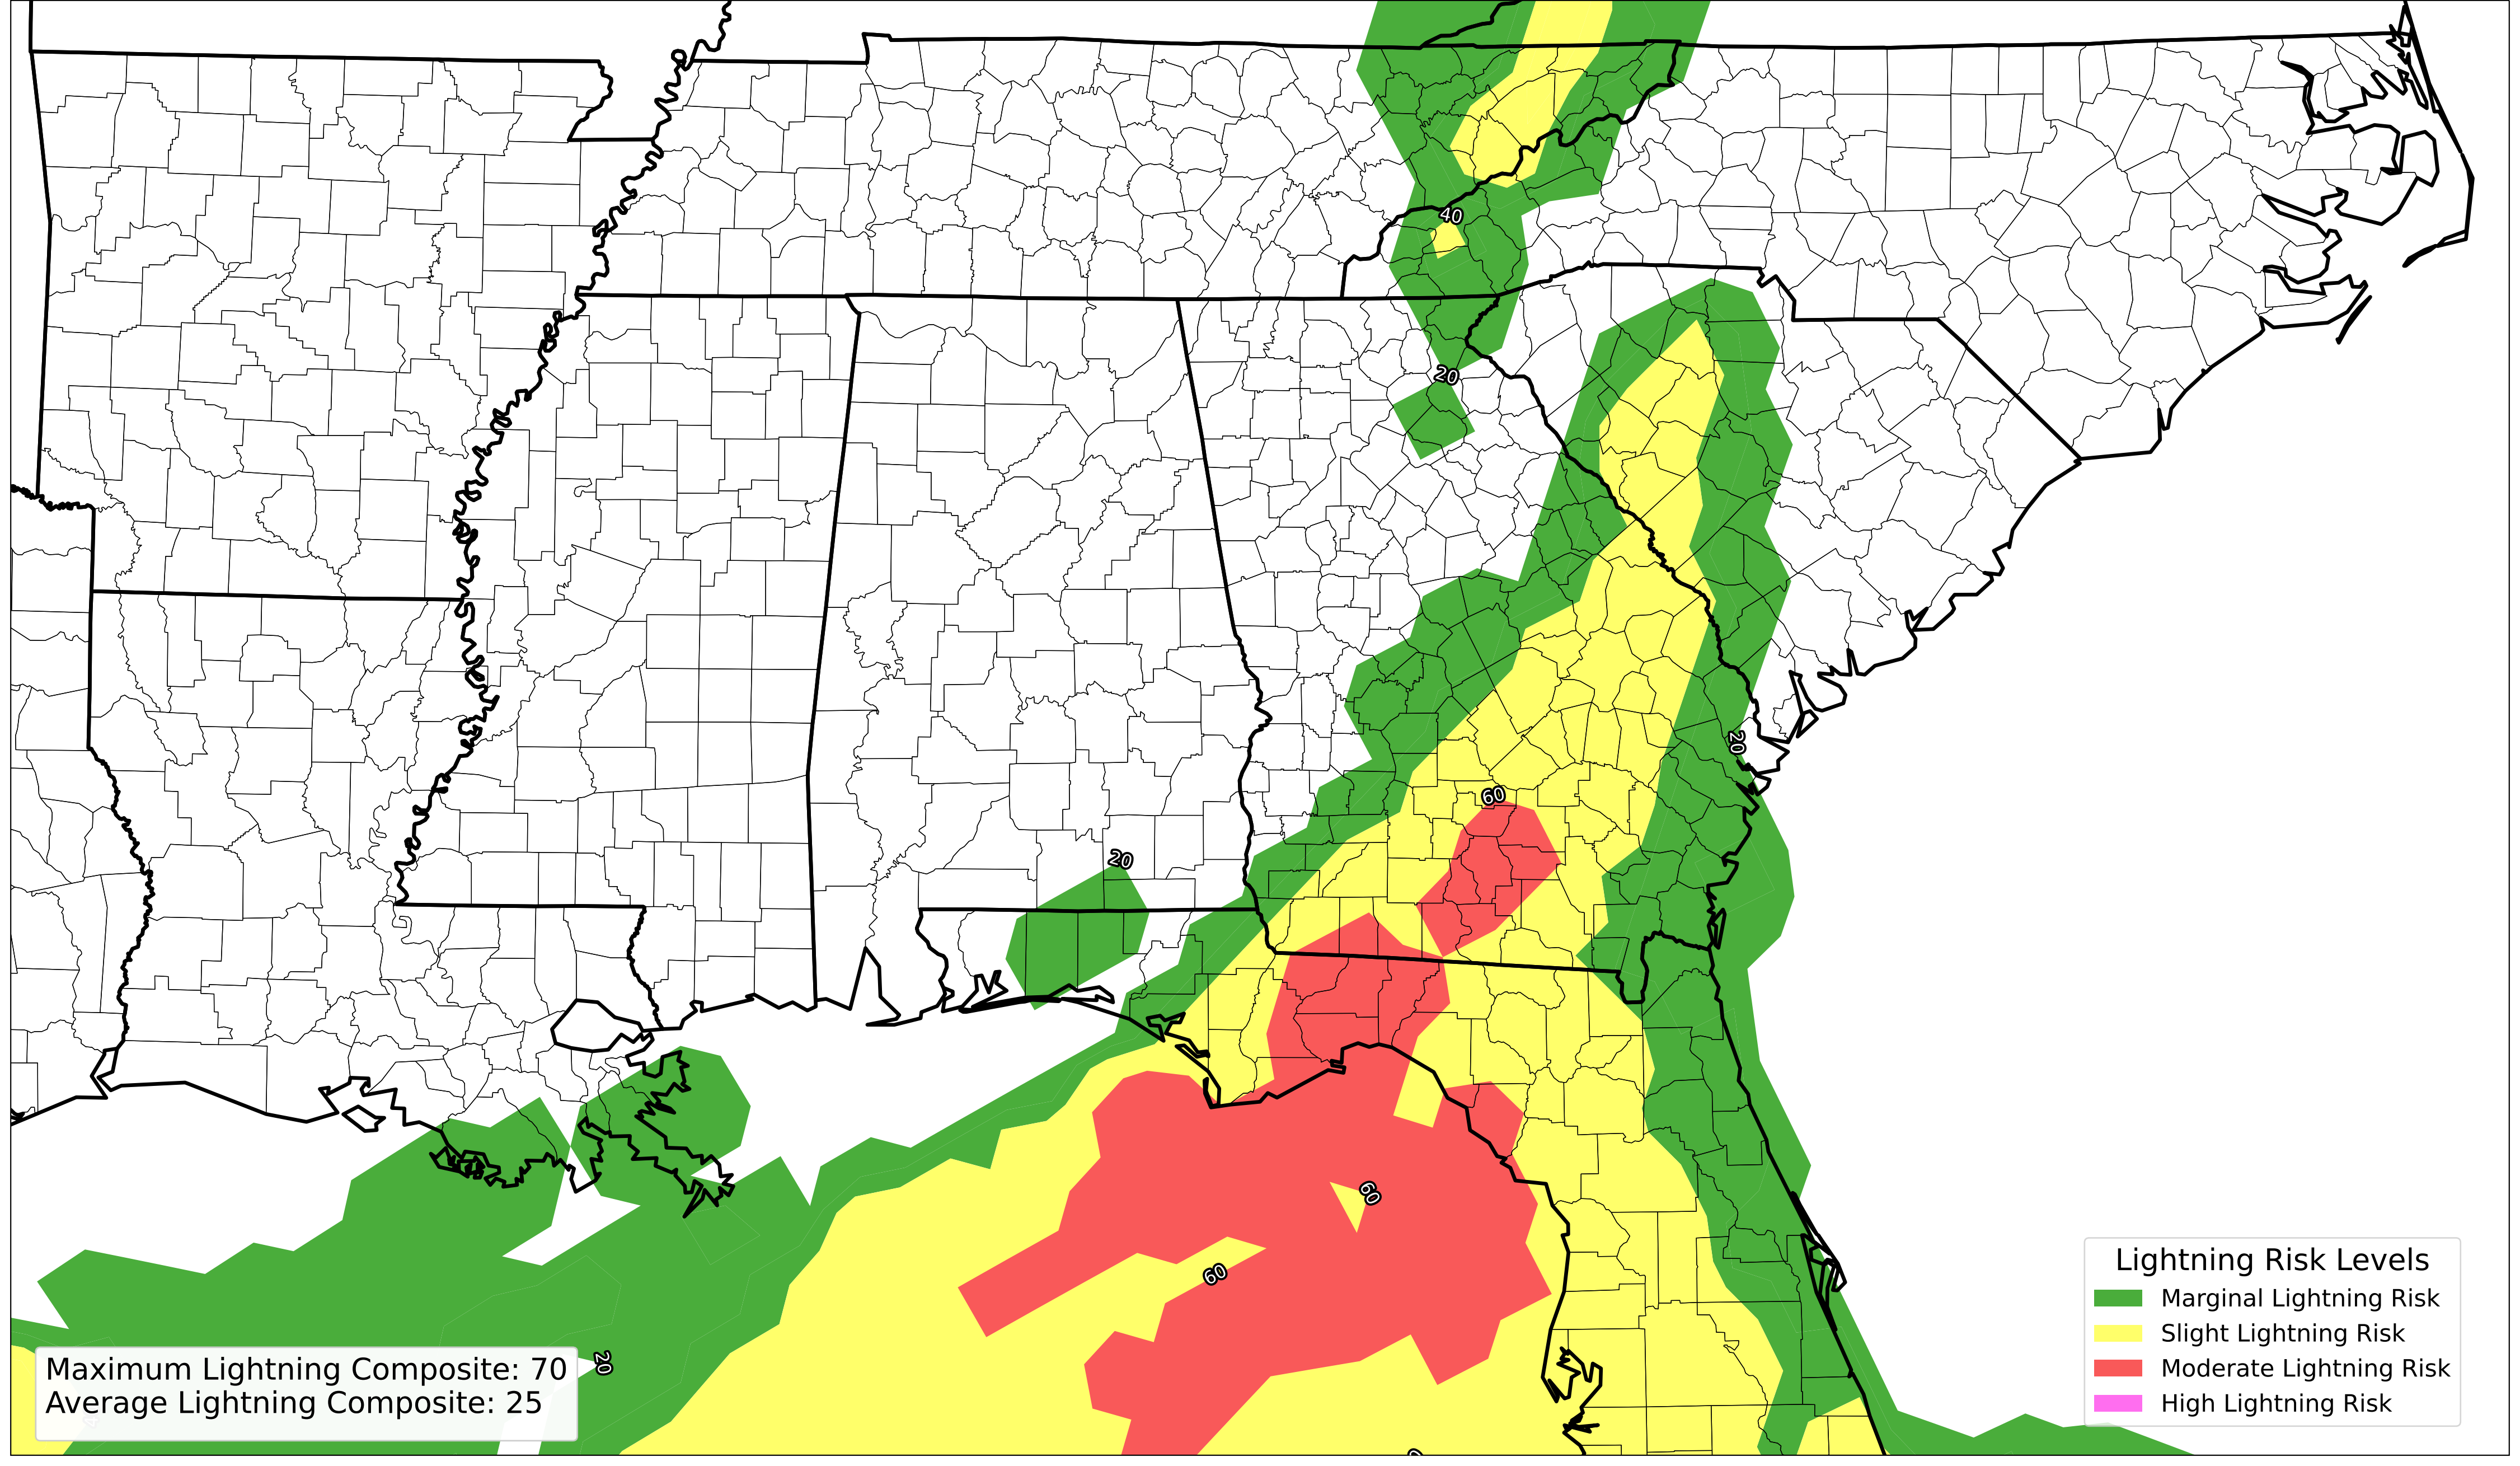 40
20
20
60
20
60
60
20
Maximum Lightning Composite: 70
Average Lightning Composite: 25
Lightning Risk Levels
Marginal Lightning Risk
Slight Lightning Risk
Moderate Lightning Risk
High Lightning Risk